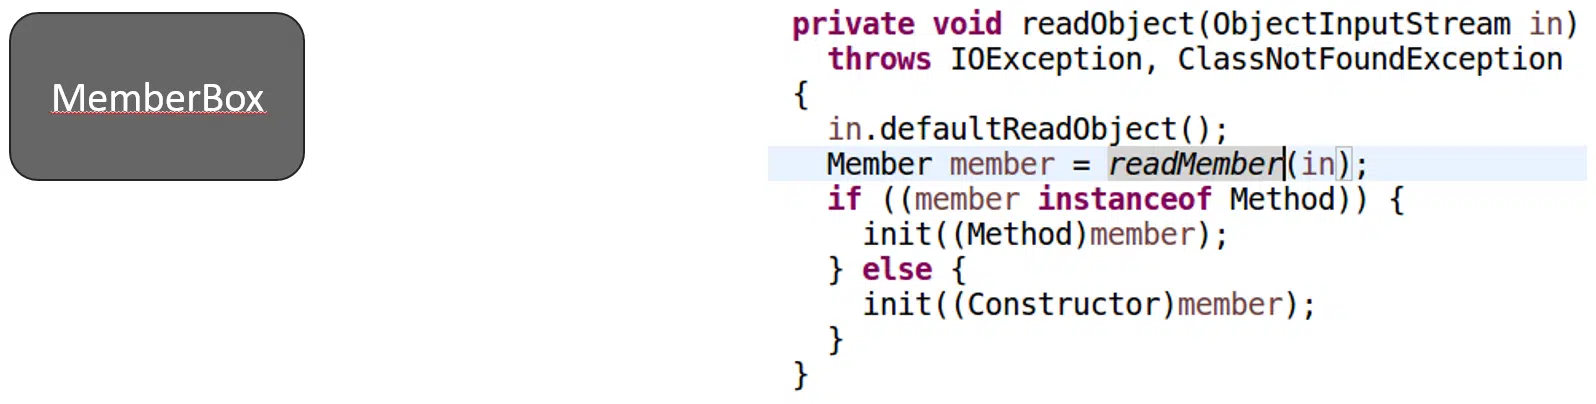 MemberBox
private void readObject(ObjectInputStream in)
  throws IOException, ClassNotFoundException
{
  in.defaultReadObject();
  Member member = readMember(in);
  if ((member instanceof Method)) {
    init((Method)member);
  } else {
    init((Constructor)member);
  }
}